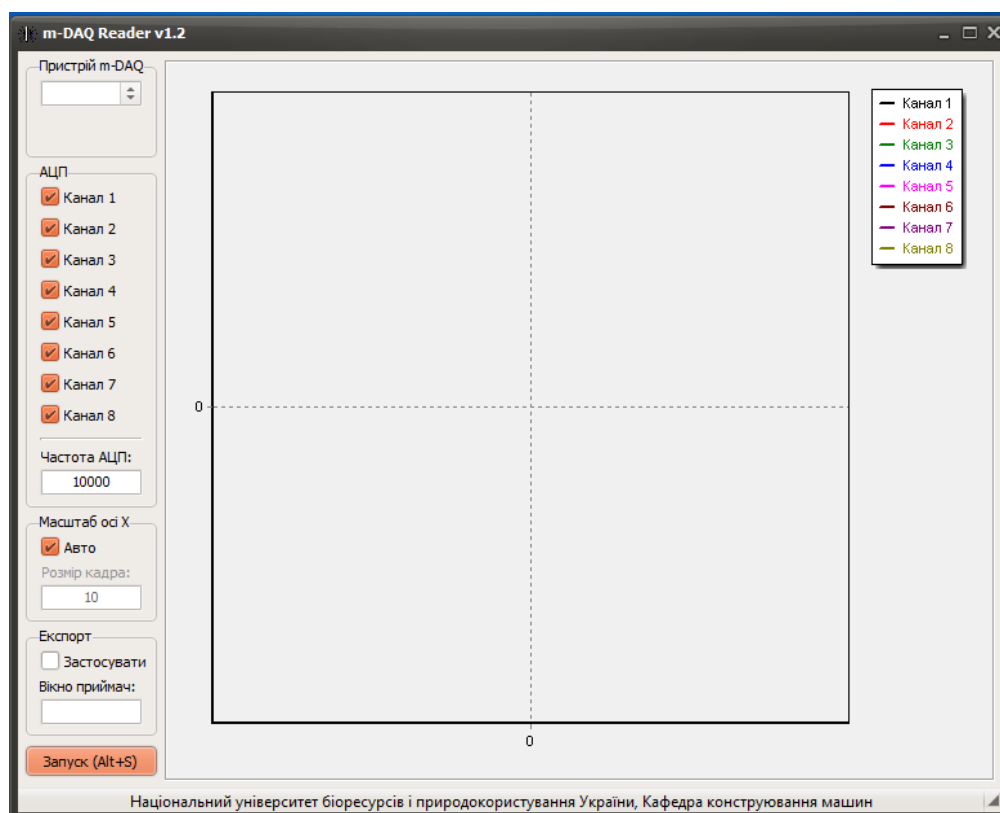 m-DAQ Reader v1.2
Пристрій m-DAQ
АЦП
Канал 1
Канал 2
Канал 3
Канал 4
Канал 5
Канал 6
Канал 7
Канал 8
Частота АЦП:
10000
Масштаб осі X
Авто
Розмір кадра:
10
Експорт
Застосувати
Вікно приймач:
Запуск (Alt+S)
0
0
Канал 1
Канал 2
Канал 3
Канал 4
Канал 5
Канал 6
Канал 7
Канал 8
Національний університет біоресурсів і природокористування України, Кафедра конструювання машин